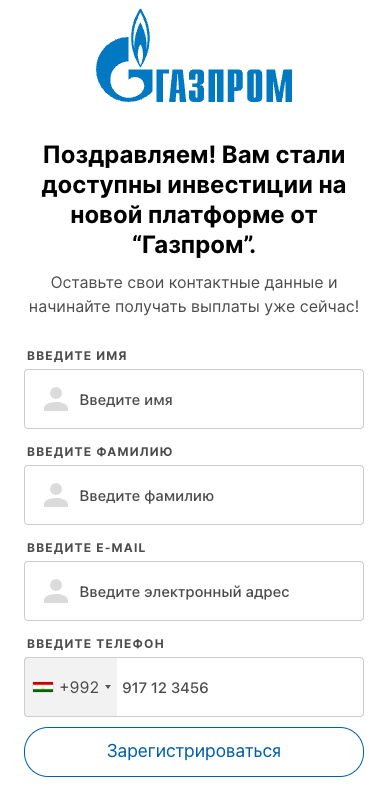 ГАЗПРОМ
Поздравляем! Вам стали
доступны инвестиции на
новой платформе от
“Газпром”.
Оставьте свои контактные данные и
начинайте получать выплаты уже сейчас!
ВВЕДИТЕ ИМЯ
Введите имя
ВВЕДИТЕ ФАМИЛИЮ
Введите фамилию
ВВЕДИТЕ E-MAIL
Введите электронный адрес
ВВЕДИТЕ ТЕЛЕФОН
+992 917 12 3456
Зарегистрироваться